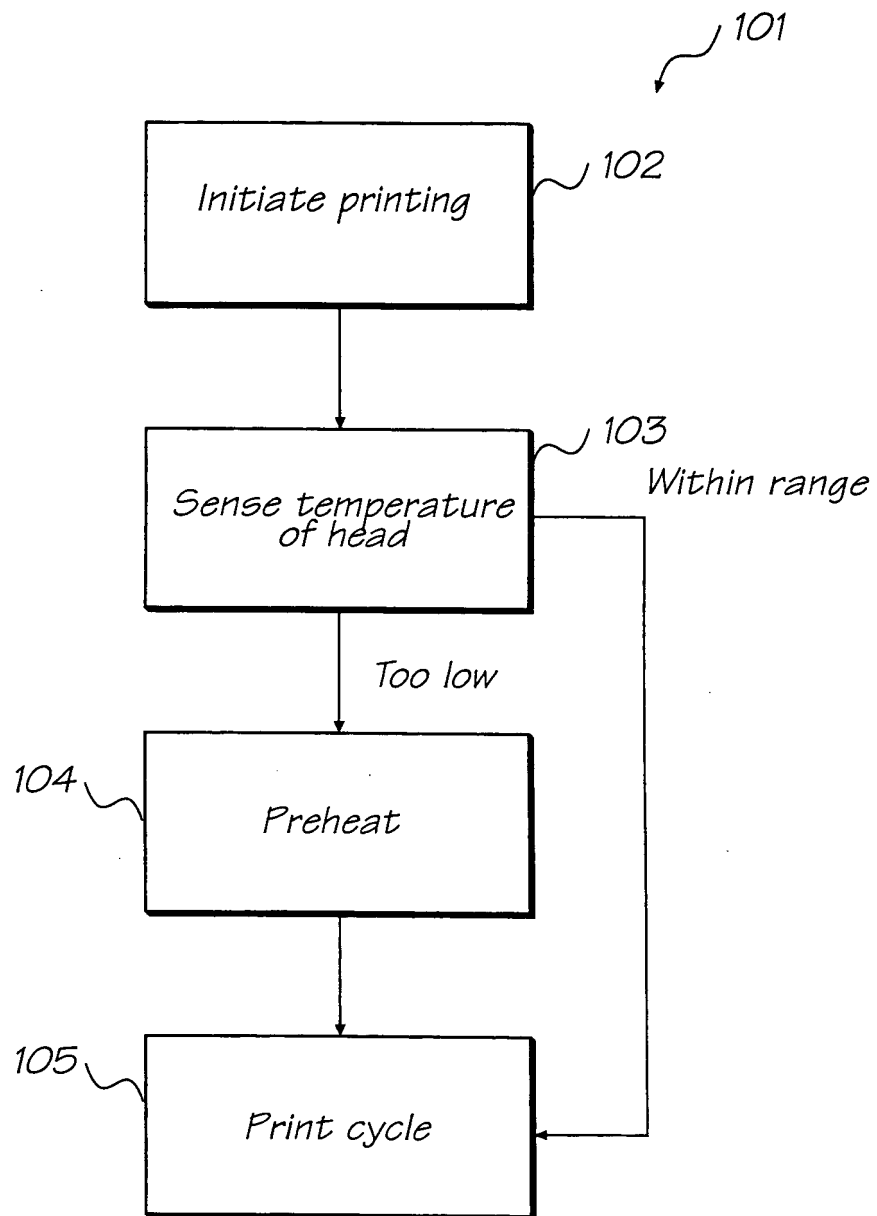 101
Initiate printing
102
103
Within range
Sense temperature
of head
Too low
104
Preheat
105
Print cycle